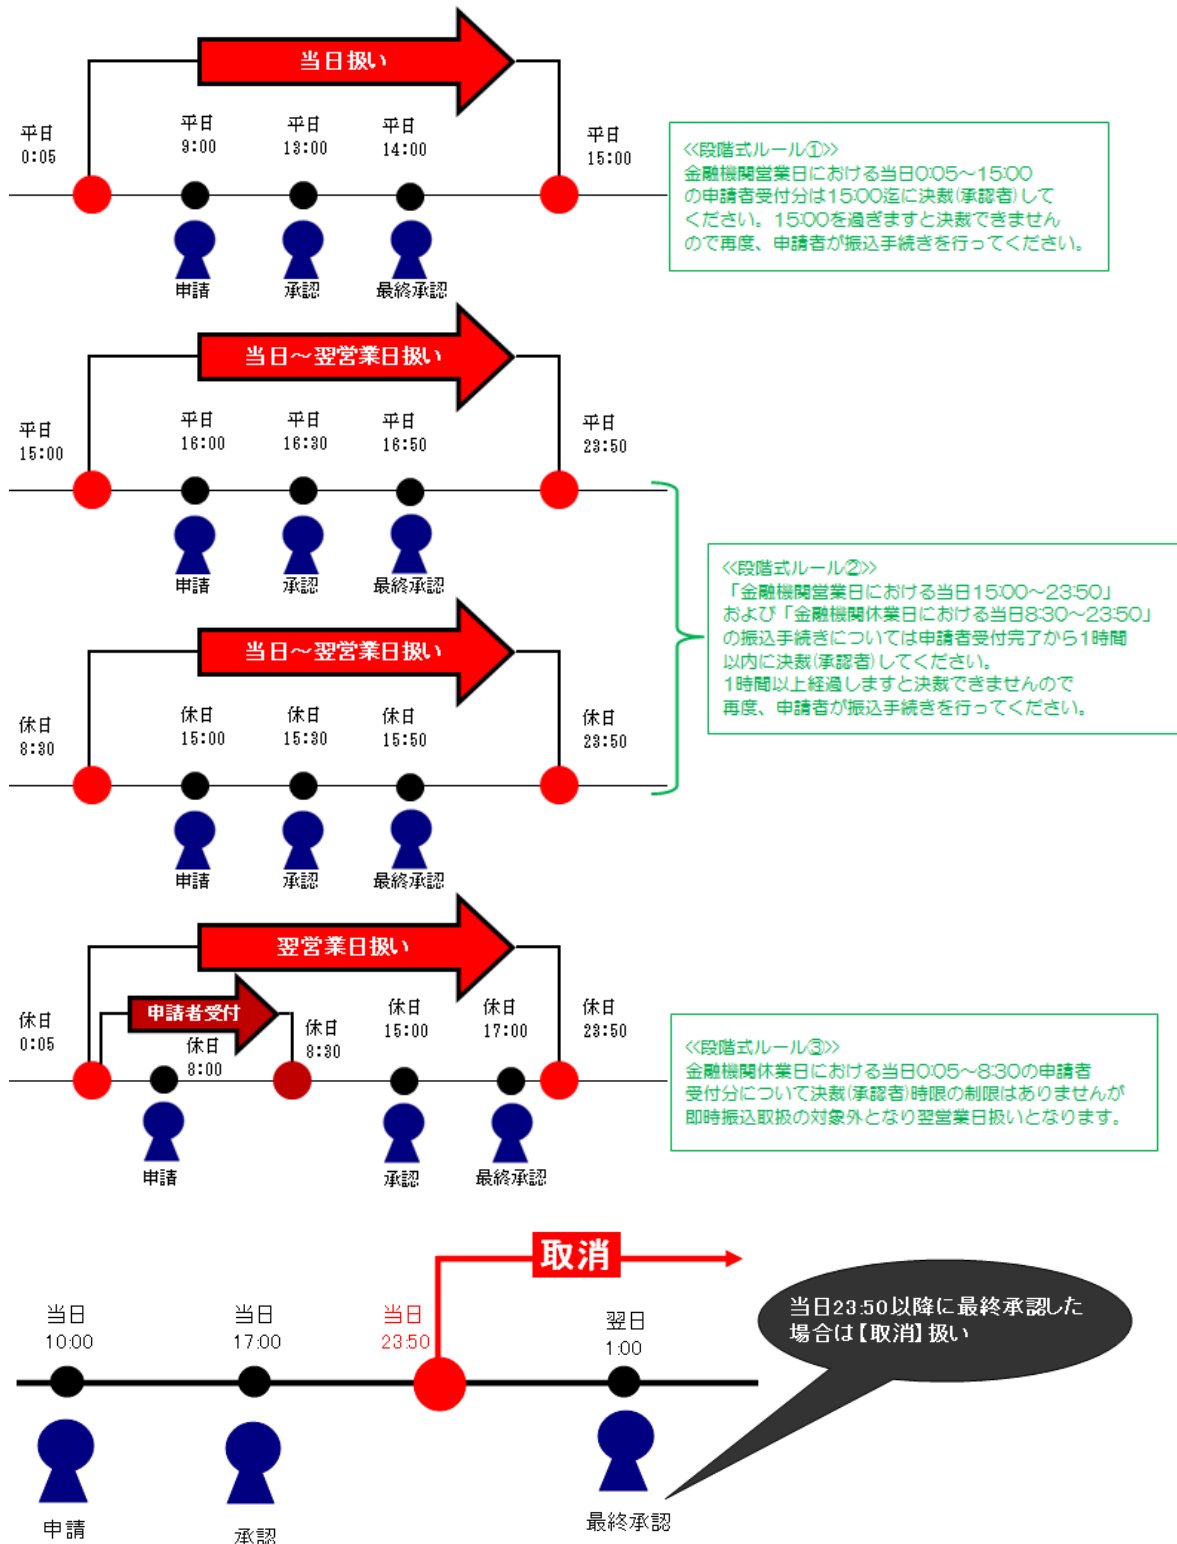 当日扱い
平日
0:05
平日
9:00
平日
13:00
平日
14:00
平日
15:00
申請
承認
最終承認
≪段階式ルール①≫
金融機関営業日における当日0:05～15:00
の申請者受付分は15:00迄に決裁(承認者)して
ください。15:00を過ぎますと決裁できません
ので再度、申請者が振込手続きを行ってください。
当日～翌営業日扱い
平日
15:00
平日
16:00
平日
16:30
平日
16:50
平日
23:50
申請
承認
最終承認
≪段階式ルール②≫
「金融機関営業日における当日15:00～23:50」
および「金融機関休業日における当日8:30～23:50」
の振込手続きについては申請者受付完了から1時間
以内に決裁(承認者)してください。
1時間以上経過しますと決裁できませんので
再度、申請者が振込手続きを行ってください。
当日～翌営業日扱い
休日
8:30
休日
15:00
休日
15:30
休日
15:50
休日
23:50
申請
承認
最終承認
翌営業日扱い
申請者受付
休日
0:05
休日
8:00
休日
8:30
休日
15:00
休日
17:00
休日
23:50
申請
承認
最終承認
≪段階式ルール③≫
金融機関休業日における当日0:05～8:30の申請者
受付分について決裁(承認者)時限の制限はありませんが
即時振込取扱の対象外となり翌営業日扱いとなります。
取消
当日
10:00
当日
17:00
当日
23:50
翌日
1:00
当日23:50以降に最終承認した
場合は【取消】扱い
申請
承認
最終承認